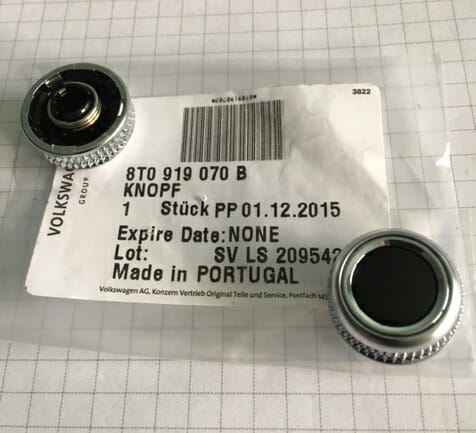 3822
VOLKSWAGEN
GROUP
8T0 919 070 B
KNOPF
1 Stück PP 01.12.2015
Expire Date: NONE
Lot: SV LS 209542
Made in PORTUGAL
Volkswagen AG, Konzern Vertrieb Original Teile und Service, Postfach